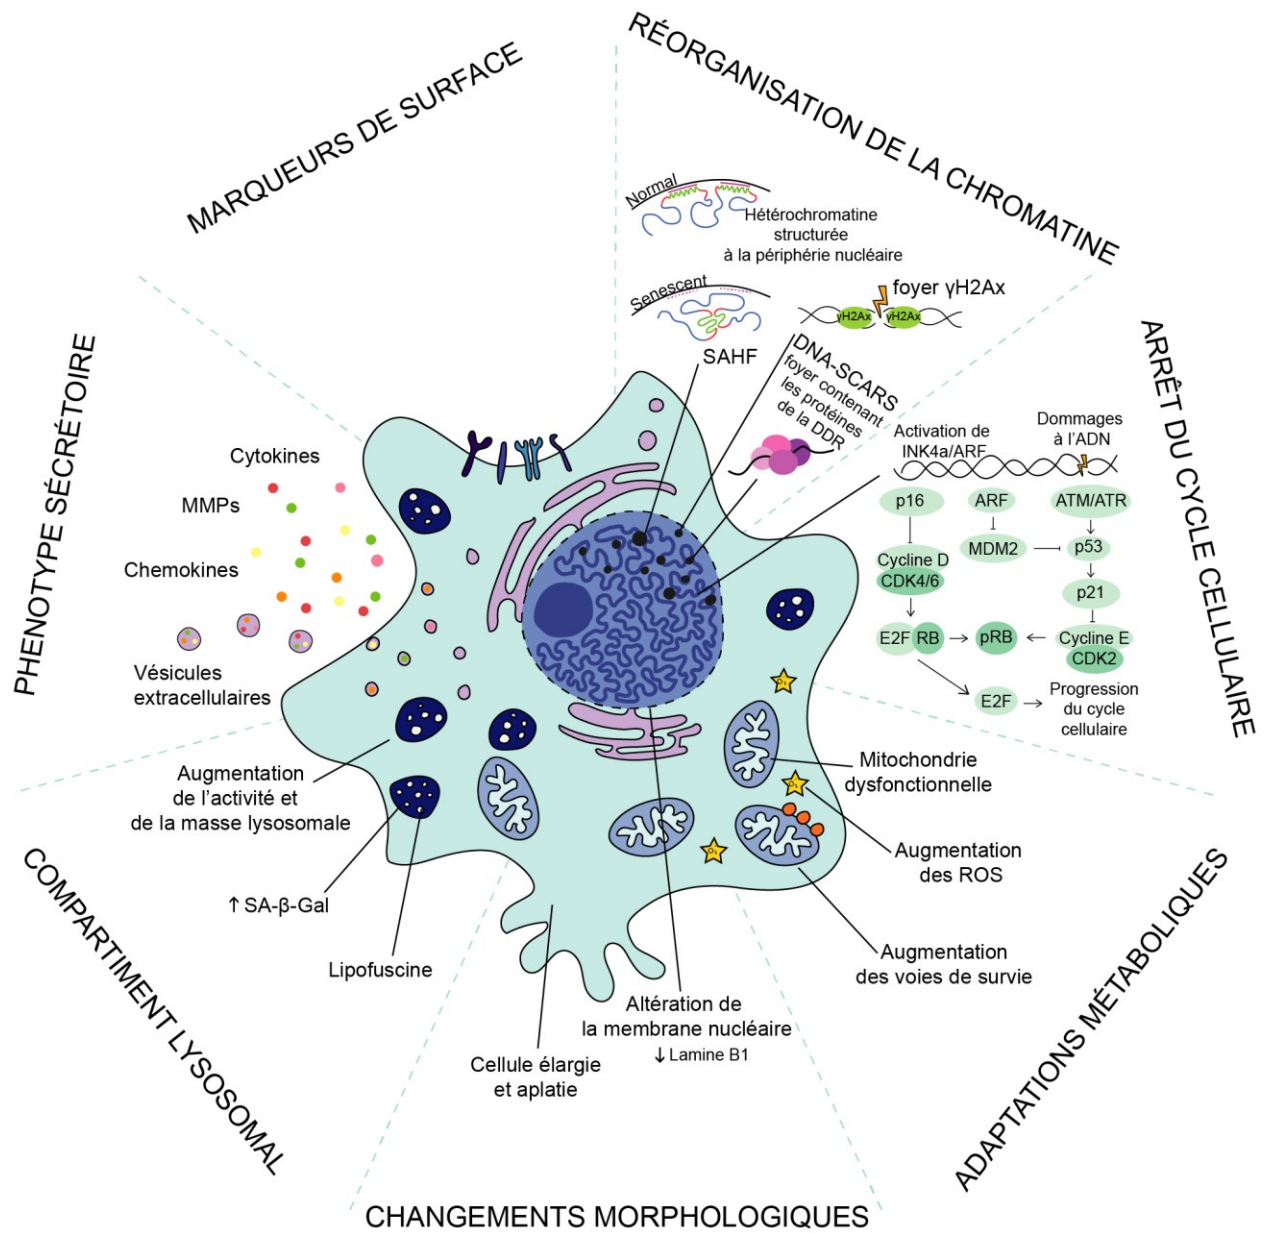 MARQUEURS DE SURFACE
RÉORGANISATION DE LA CHROMATINE
Normal
Hétérochromatine
structurée
à la périphérie nucléaire
Senescent
SAHF
foyer γH2Ax
γH2Ax
γH2Ax
DNA-SCARS
foyer contenant
les protéines
de la DDR
ARRÊT DU CYCLE CELLULAIRE
Activation de
INK4a/ARF
Dommages
à l'ADN
p16
ARF
ATM/ATR
Cycline D
CDK4/6
MDM2
p53
p21
E2F
RB
pRB
Cycline E
CDK2
E2F
Progression
du cycle
cellulaire
PHENOTYPE SÉCRÉTOIRE
Cytokines
MMPs
Chemokines
Vésicules
extracellulaires
Augmentation
de l'activité et
de la masse lysosomale
↑ SA-β-Gal
Lipofuscine
COMPARTIMENT LYSOSOMAL
Mitochondrie
dysfonctionnelle
Augmentation
des ROS
Augmentation
des voies de survie
ADAPTATIONS MÉTABOLIQUES
Altération de
la membrane nucléaire
↓ Lamine B1
Cellule élargie
et aplatie
CHANGEMENTS MORPHOLOGIQUES